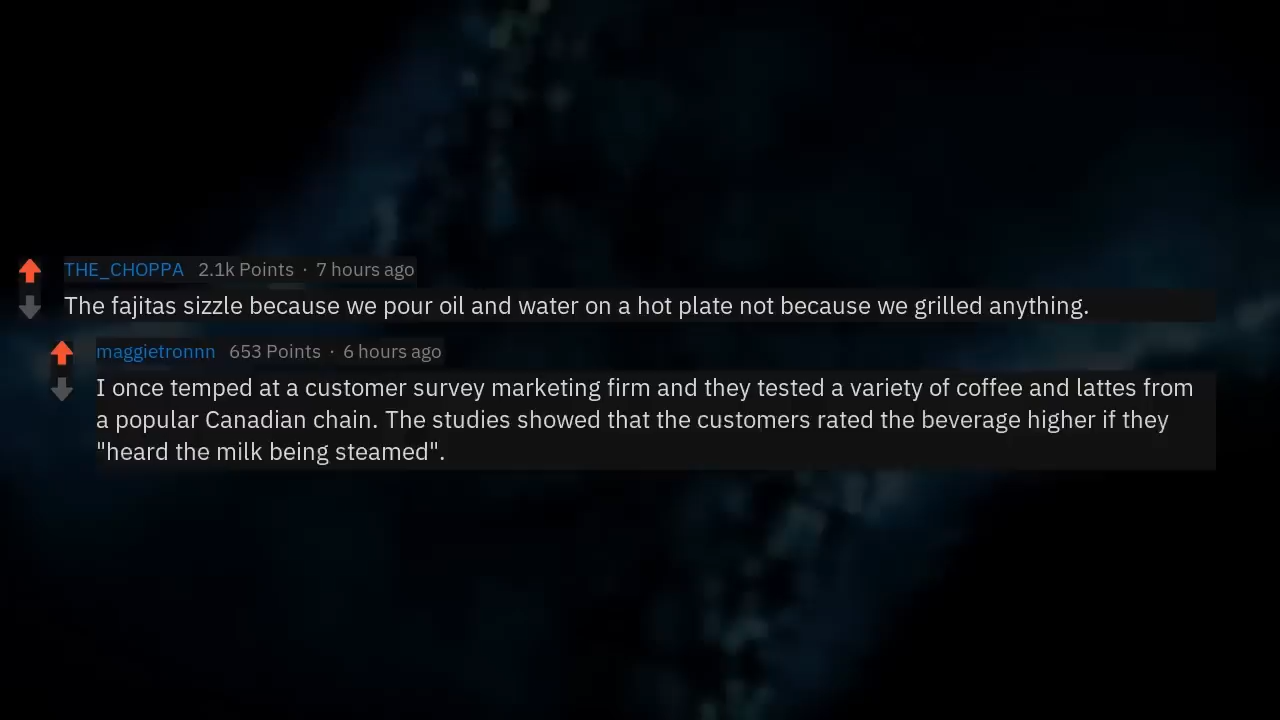 THE_CHOPPA 2.1k Points · 7 hours ago
The fajitas sizzle because we pour oil and water on a hot plate not because we grilled anything.
maggietronnn 653 Points · 6 hours ago
I once temped at a customer survey marketing firm and they tested a variety of coffee and lattes from
a popular Canadian chain. The studies showed that the customers rated the beverage higher if they
"heard the milk being steamed".